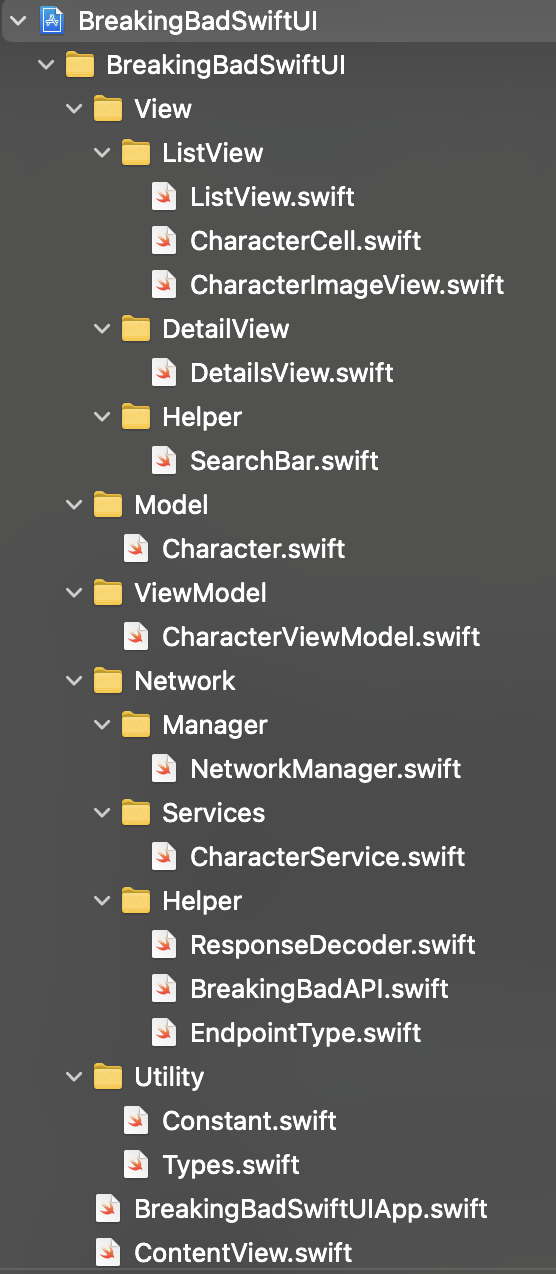 BreakingBadSwiftUI
BreakingBadSwiftUI
View
ListView
ListView.swift
CharacterCell.swift
CharacterImageView.swift
DetailView
DetailsView.swift
Helper
SearchBar.swift
Model
Character.swift
ViewModel
CharacterViewModel.swift
Network
Manager
NetworkManager.swift
Services
CharacterService.swift
Helper
ResponseDecoder.swift
BreakingBadAPI.swift
EndpointType.swift
Utility
Constant.swift
Types.swift
BreakingBadSwiftUIApp.swift
ContentView.swift